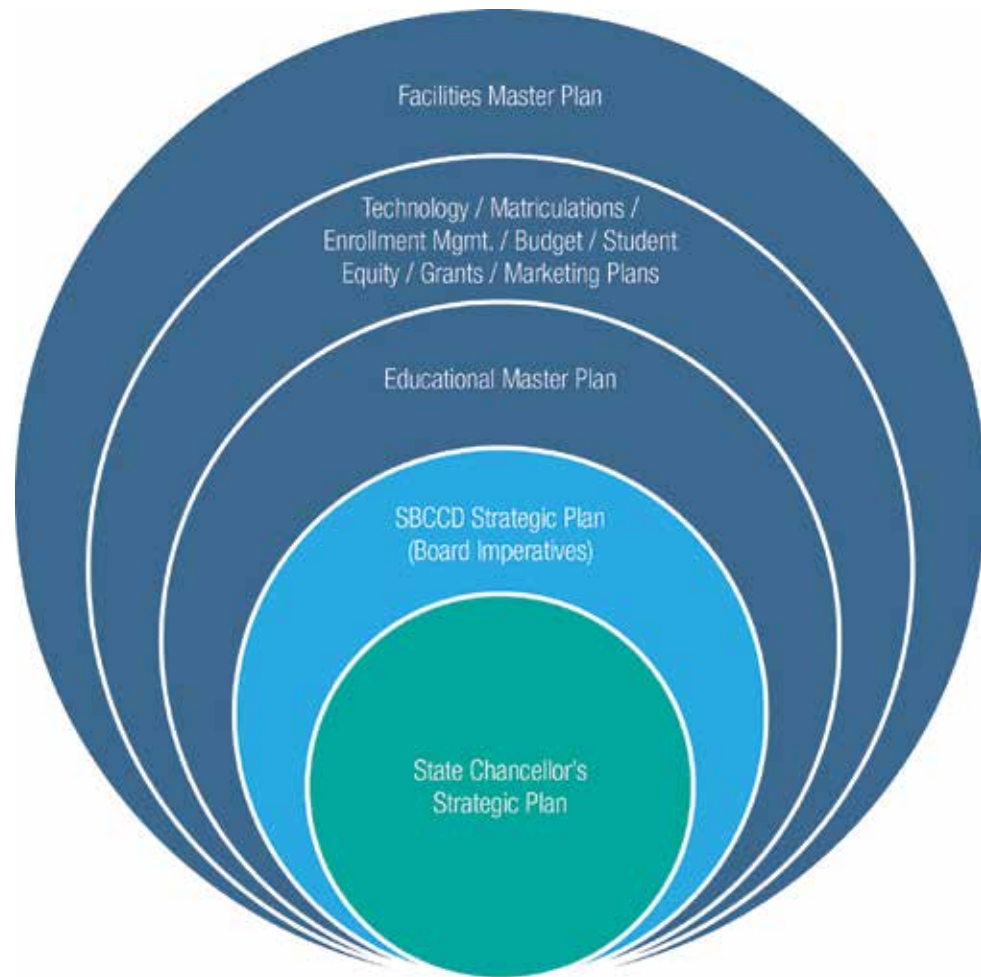 Facilities Master Plan
Technology / Matriculations /
Enrollment Mgmt. / Budget / Student
Equity / Grants / Marketing Plans
Educational Master Plan
SBCCD Strategic Plan
(Board Imperatives)
State Chancellor's
Strategic Plan